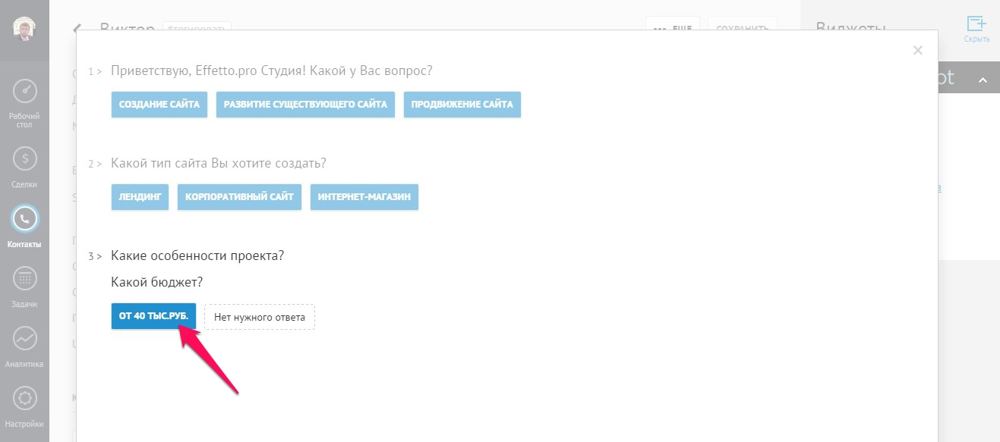 Виктор #тегировать
ЕЩЕ
СОХРАНИТЬ
Виджеты
Скрыть
Рабочий
стол
Сделки
Контакты
Задачи
Аналитика
Настройки
1 > Приветствую, Effetto.pro Студия! Какой у Вас вопрос?
СОЗДАНИЕ САЙТА РАЗВИТИЕ СУЩЕСТВУЮЩЕГО САЙТА ПРОДВИЖЕНИЕ САЙТА
2 > Какой тип сайта Вы хотите создать?
ЛЕНДИНГ КОРПОРАТИВНЫЙ САЙТ ИНТЕРНЕТ-МАГАЗИН
3 > Какие особенности проекта?
Какой бюджет?
ОТ 40 ТЫС.РУБ. Нет нужного ответа